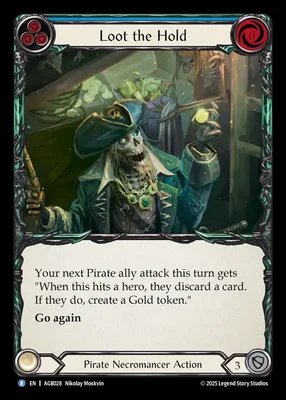 Loot the Hold
Your next Pirate ally attack this turn gets
"When this hits a hero, they discard a card.
If they do, create a Gold token."
Go again
Pirate Necromancer Action
3
R EN | AGB028 Nikolay Moskvin
© 2025 Legend Story Studios